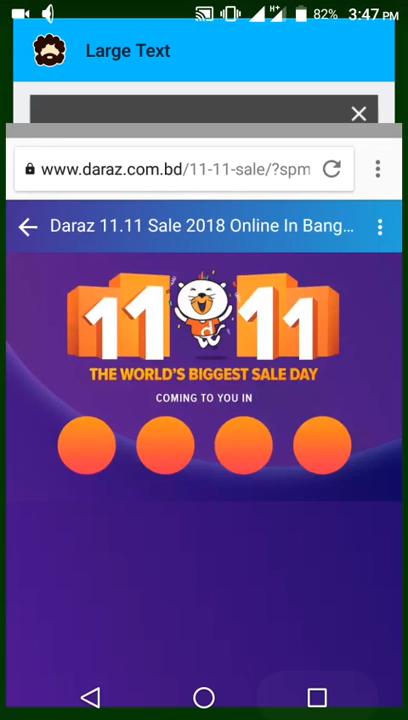 H+ 82% 3:47 PM
Large Text
www.daraz.com.bd/11-11-sale/?spm
Daraz 11.11 Sale 2018 Online In Bang...
11 11
THE WORLD'S BIGGEST SALE DAY
COMING TO YOU IN